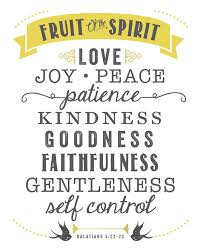 FRUIT OF THE SPIRIT
LOVE
JOY • PEACE
patience
KINDNESS
GOODNESS
FAITHFULNESS
GENTLENESS
self control
GALATIANS 5:22-23